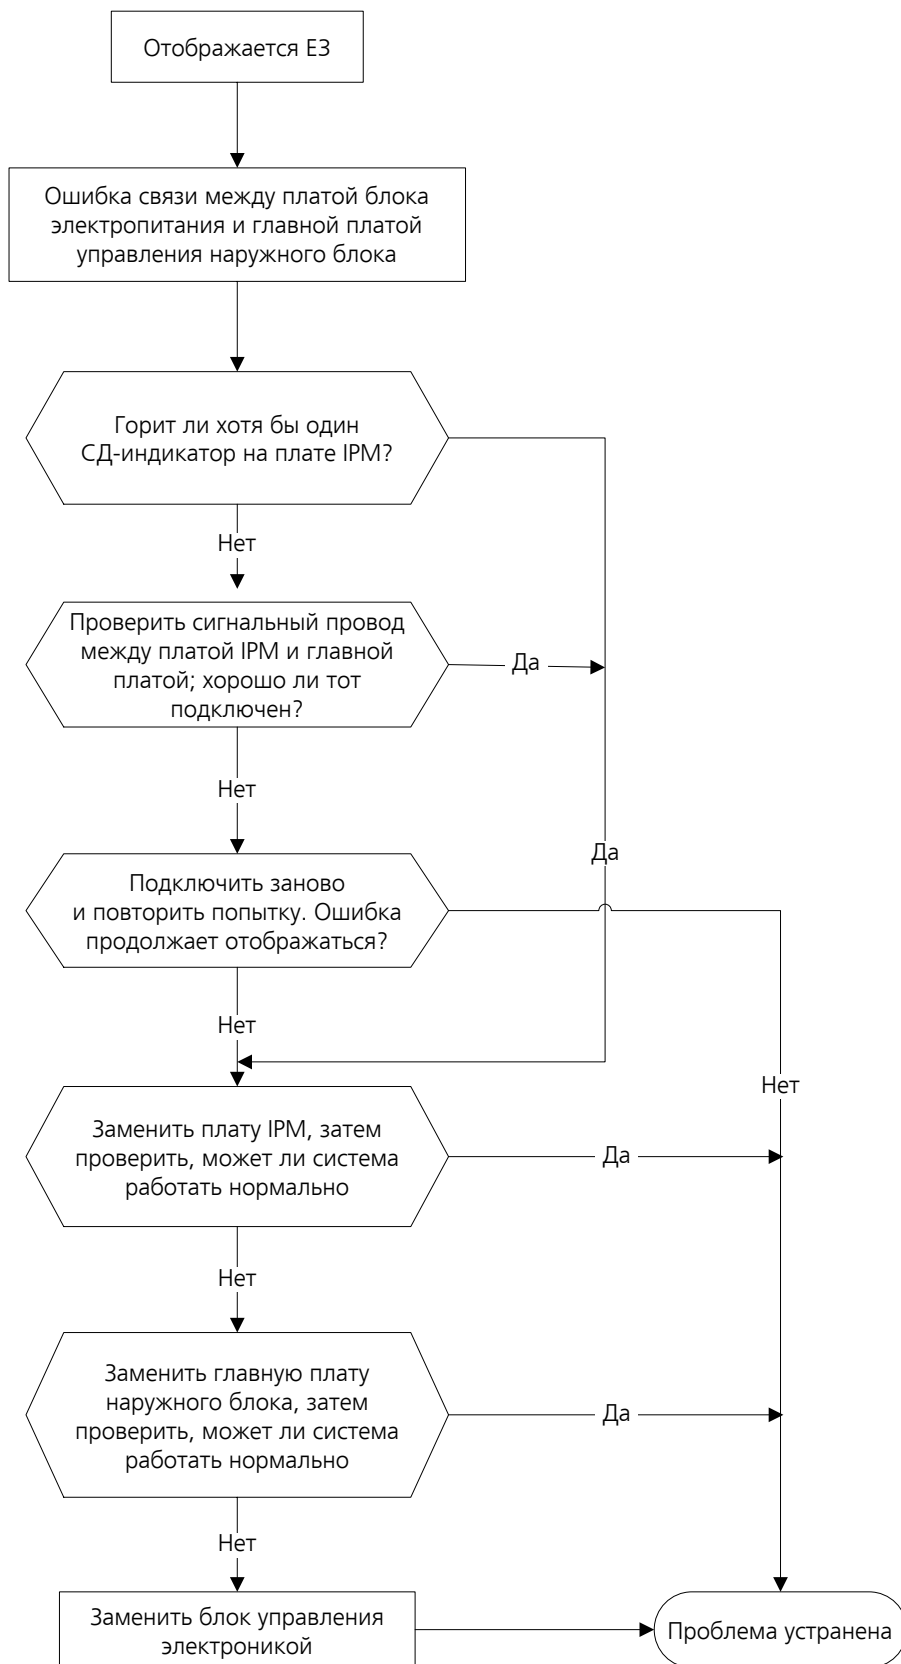 Отображается E3
Ошибка связи между платой блока
электропитания и главной платой
управления наружного блока
Горит ли хотя бы один
СД-индикатор на плате IPM?
Нет
Проверить сигнальный провод
между платой IPM и главной
платой; хорошо ли тот
подключен?
Да
Нет
Да
Подключить заново
и повторить попытку. Ошибка
продолжает отображаться?
Нет
Нет
Заменить плату IPM, затем
проверить, может ли система
работать нормально
Да
Нет
Заменить главную плату
наружного блока, затем
проверить, может ли система
работать нормально
Да
Нет
Заменить блок управления
электроникой
Проблема устранена